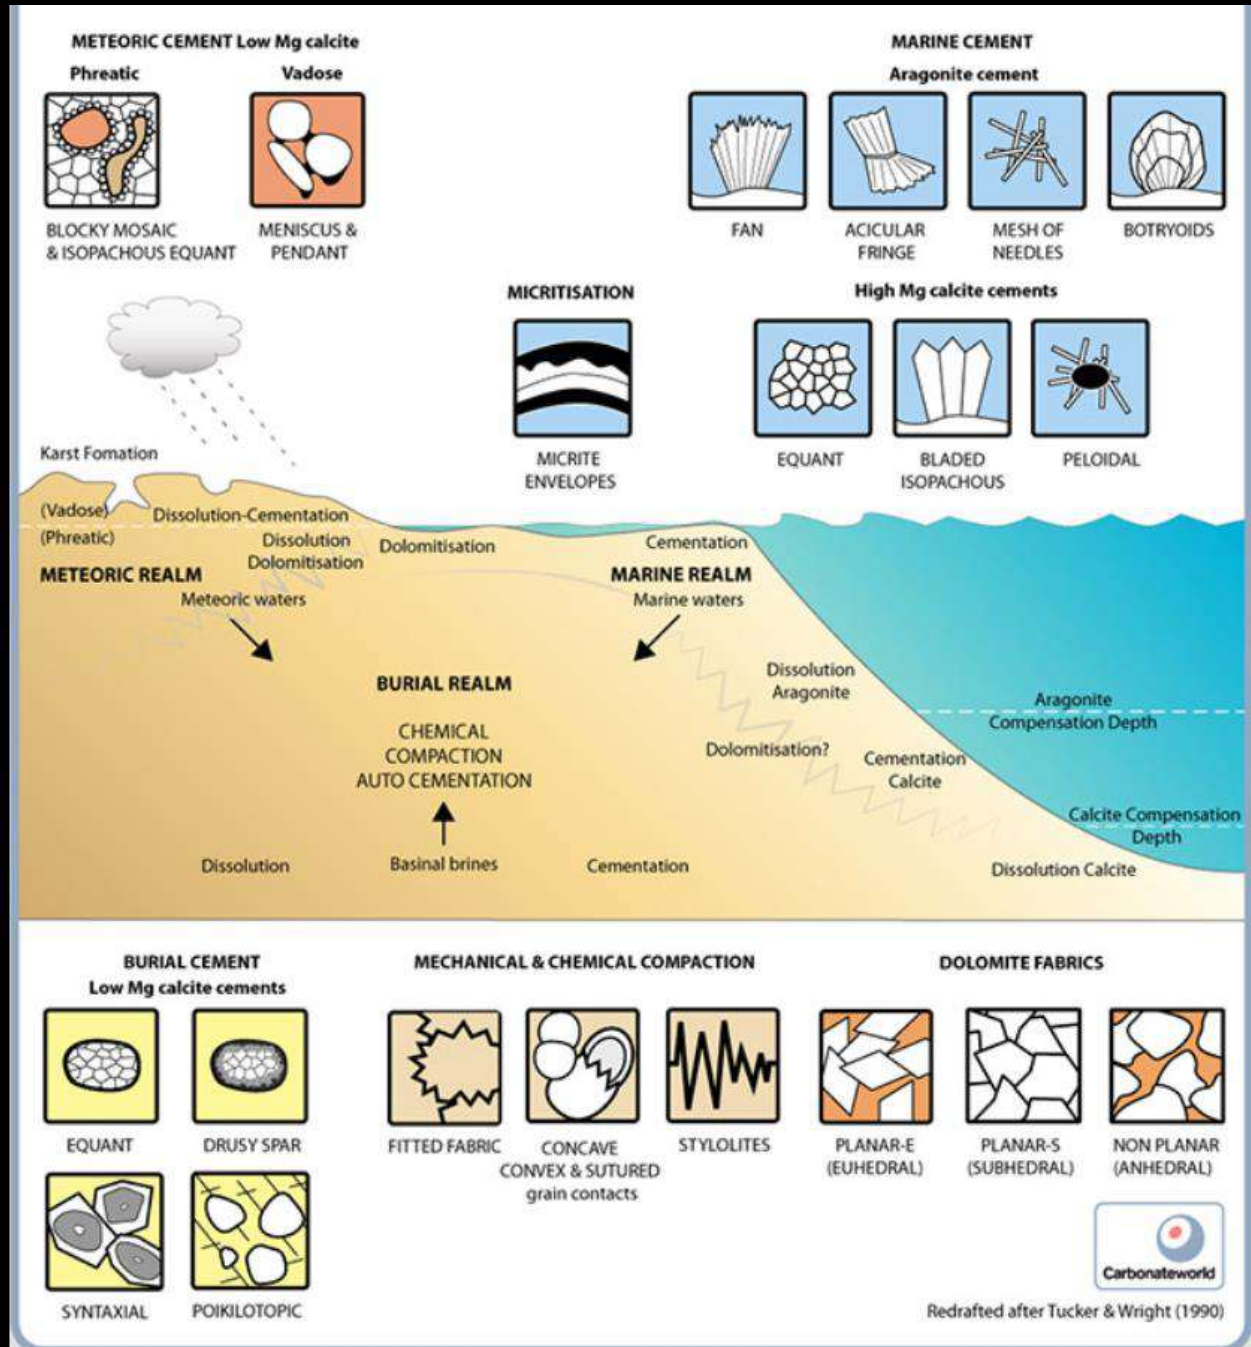 METEORIC CEMENT Low Mg calcite
Phreatic
Vadose
BLOCKY MOSAIC
& ISOPACHOUS EQUANT
MENISCUS &
PENDANT
MARINE CEMENT
Aragonite cement
FAN
ACICULAR
FRINGE
MESH OF
NEEDLES
BOTRYOIDS
MICRITISATION
MICRITE
ENVELOPES
High Mg calcite cements
EQUANT
BLADED
ISOPACHOUS
PELOIDAL
Karst Fomation
(Vadose)
Dissolution-Cementation
(Phreatic)
Dissolution
Dolomitisation
Dolomitisation
Cementation
METEORIC REALM
Meteoric waters
MARINE REALM
Marine waters
BURIAL REALM
CHEMICAL
COMPACTION
AUTO CEMENTATION
Dissolution
Aragonite
Aragonite
Compensation Depth
Dolomitisation?
Cementation
Calcite
Calcite Compensation
Depth
Dissolution
Basinal brines
Cementation
Dissolution Calcite
BURIAL CEMENT
Low Mg calcite cements
EQUANT
DRUSY SPAR
SYNTAXIAL
POIKILOTOPIC
MECHANICAL & CHEMICAL COMPACTION
FITTED FABRIC
CONCAVE
CONVEX & SUTURED
grain contacts
STYLOLITES
DOLOMITE FABRICS
PLANAR-E
(EUHEDRAL)
PLANAR-S
(SUBHEDRAL)
NON PLANAR
(ANHEDRAL)
Carbonateworld
Redrafted after Tucker & Wright (1990)